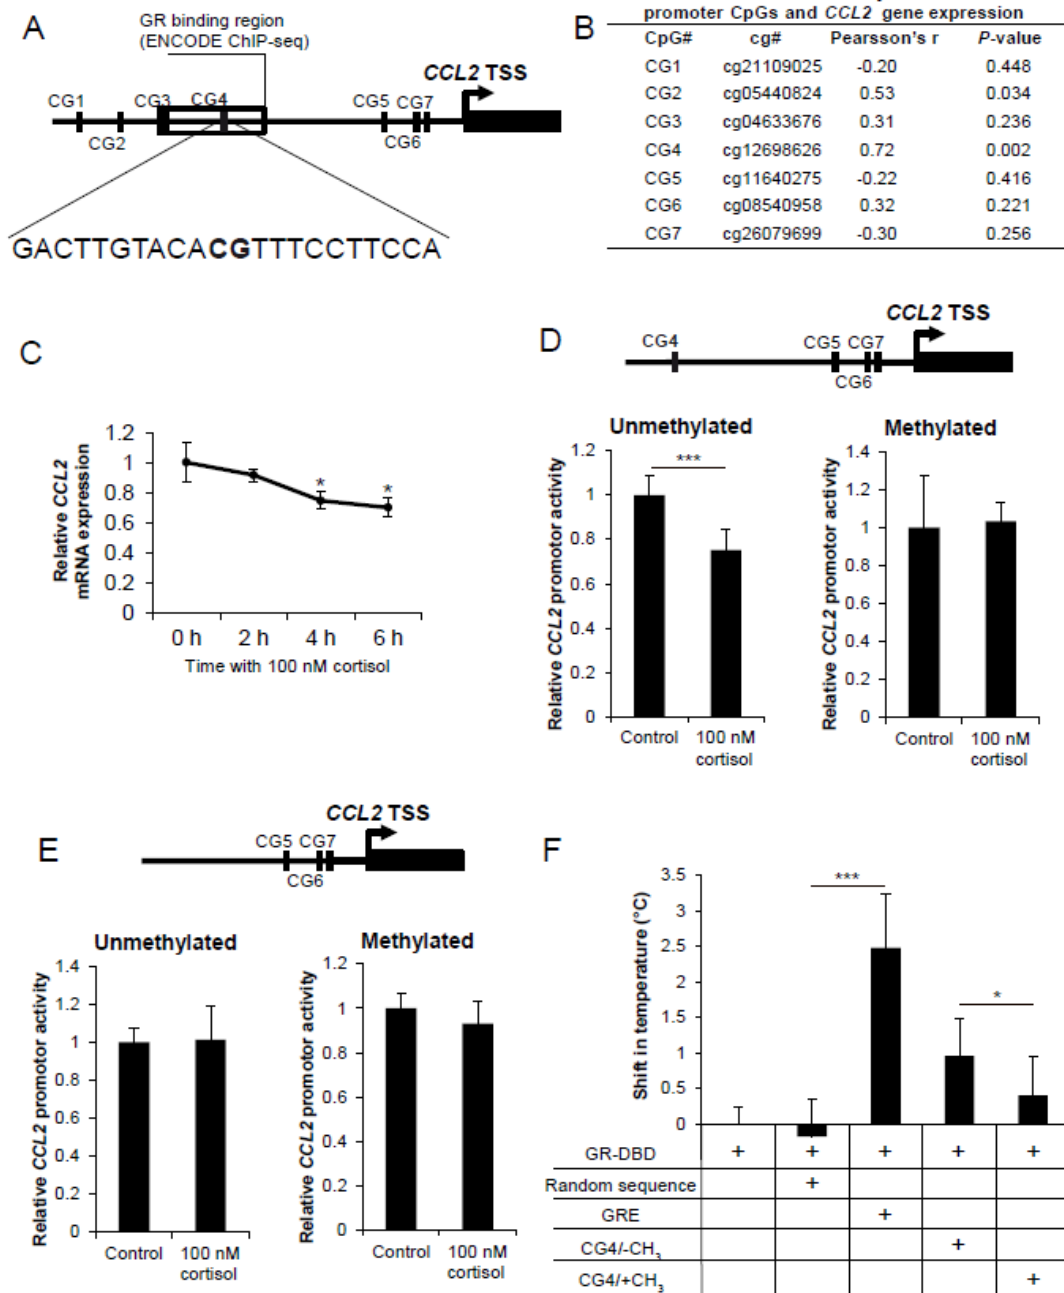 A
GR binding region
(ENCODE ChIP-seq)
CCL2 TSS
CG1
CG3
CG4
CG5
CG7
CG2
CG6
GACTTGTACACGTTTCCTTCCA
B
promoter CpGs and CCL2 gene expression
CpG# cg# Pearsson's r P-value
CG1 cg21109025 -0.20 0.448
CG2 cg05440824 0.53 0.034
CG3 cg04633676 0.31 0.236
CG4 cg12698626 0.72 0.002
CG5 cg11640275 -0.22 0.416
CG6 cg08540958 0.32 0.221
CG7 cg26079699 -0.30 0.256
C
Relative CCL2
mRNA expression
1.2
1
0.8
0.6
0.4
0.2
0
* *
0 h 2 h 4 h 6 h
Time with 100 nM cortisol
D
CCL2 TSS
CG4 CG5 CG7
CG6
Unmethylated
Relative CCL2 promotor activity
1.2
1
0.8
0.6
0.4
0.2
0
***
Control 100 nM
cortisol
Methylated
Relative CCL2 promotor activity
1.4
1.2
1
0.8
0.6
0.4
0.2
0
Control 100 nM
cortisol
E
CCL2 TSS
CG5 CG7
CG6
Unmethylated
Relative CCL2 promotor activity
1.4
1.2
1
0.8
0.6
0.4
0.2
0
Control 100 nM
cortisol
Methylated
Relative CCL2 promotor activity
1.2
1
0.8
0.6
0.4
0.2
0
Control 100 nM
cortisol
F
Shift in temperature (°C)
3.5
3
2.5
2
1.5
1
0.5
0
***
*
GR-DBD + + + + +
Random sequence +
GRE +
CG4/-CH3 +
CG4/+CH3 +